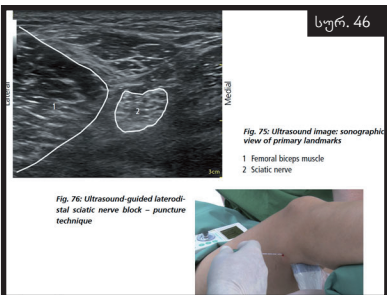 სურ. 46
Lateral
1
2
Medial
3cm
Fig. 75: Ultrasound image: sonographic
view of primary landmarks
1 Femoral biceps muscle
2 Sciatic nerve
Fig. 76: Ultrasound-guided laterodi-
stal sciatic nerve block – puncture
technique